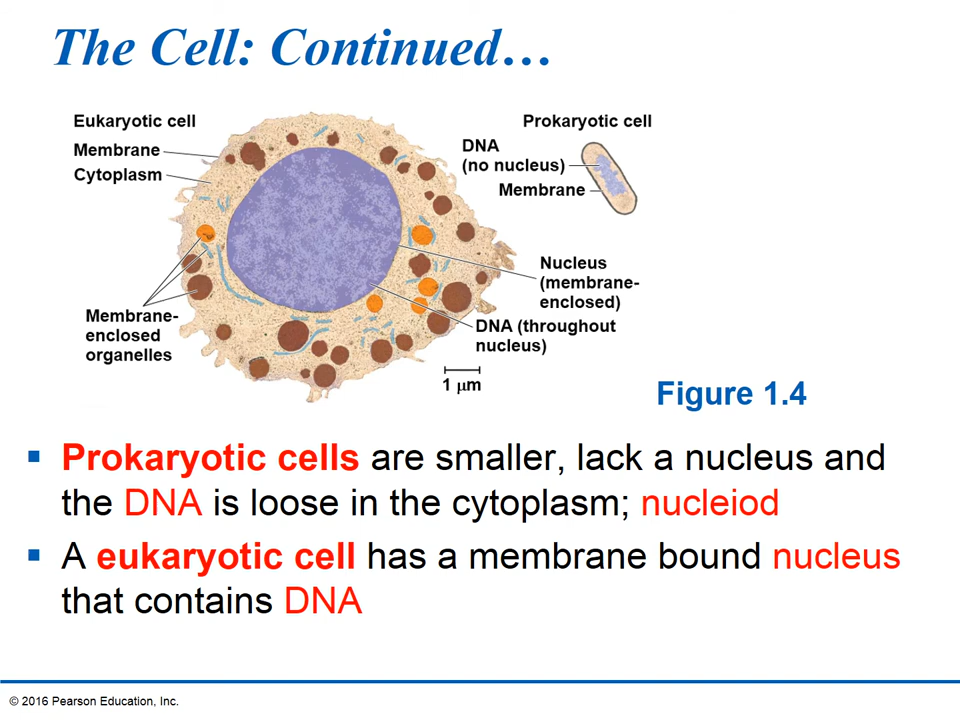 The Cell: Continued…
Eukaryotic cell
Membrane
Cytoplasm
Membrane-
enclosed
organelles
Prokaryotic cell
DNA
(no nucleus)
Membrane
Nucleus
(membrane-
enclosed)
DNA (throughout
nucleus)
1 μm
Figure 1.4
▪ Prokaryotic cells are smaller, lack a nucleus and
the DNA is loose in the cytoplasm; nucleiod
▪ A eukaryotic cell has a membrane bound nucleus
that contains DNA
© 2016 Pearson Education, Inc.